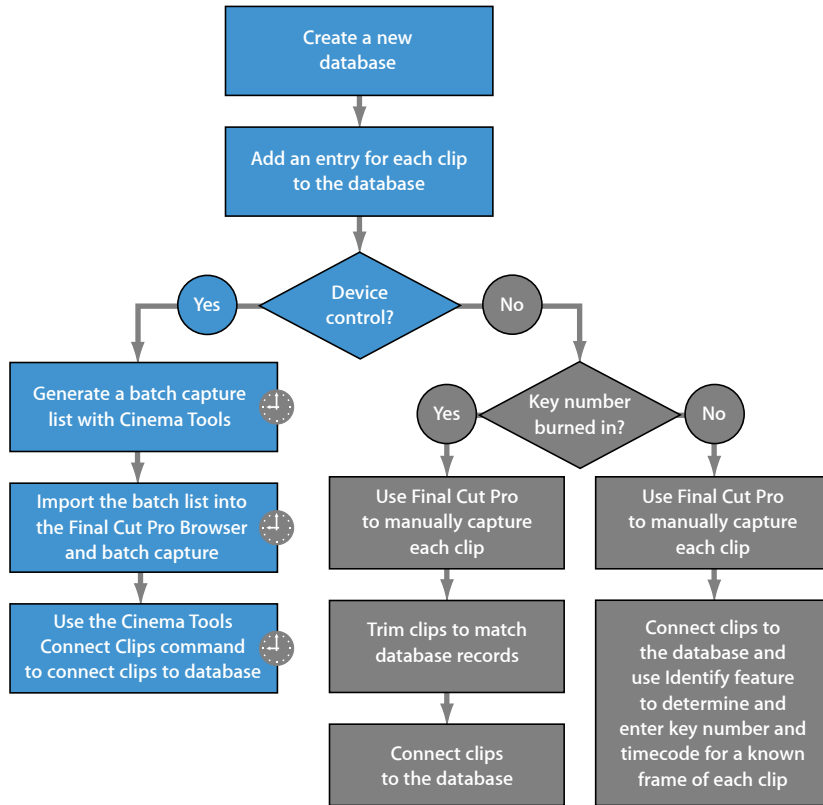 Create a new
database
Add an entry for each clip
to the database
Device
control?
Yes
No
Generate a batch capture
list with Cinema Tools
Import the batch list into
the Final Cut Pro Browser
and batch capture
Use the Cinema Tools
Connect Clips command
to connect clips to database
Key number
burned in?
Yes
No
Use Final Cut Pro
to manually capture
each clip
Trim clips to match
database records
Connect clips
to the database
Use Final Cut Pro
to manually capture
each clip
Connect clips to
the database and
use Identify feature
to determine and
enter key number and
timecode for a known
frame of each clip